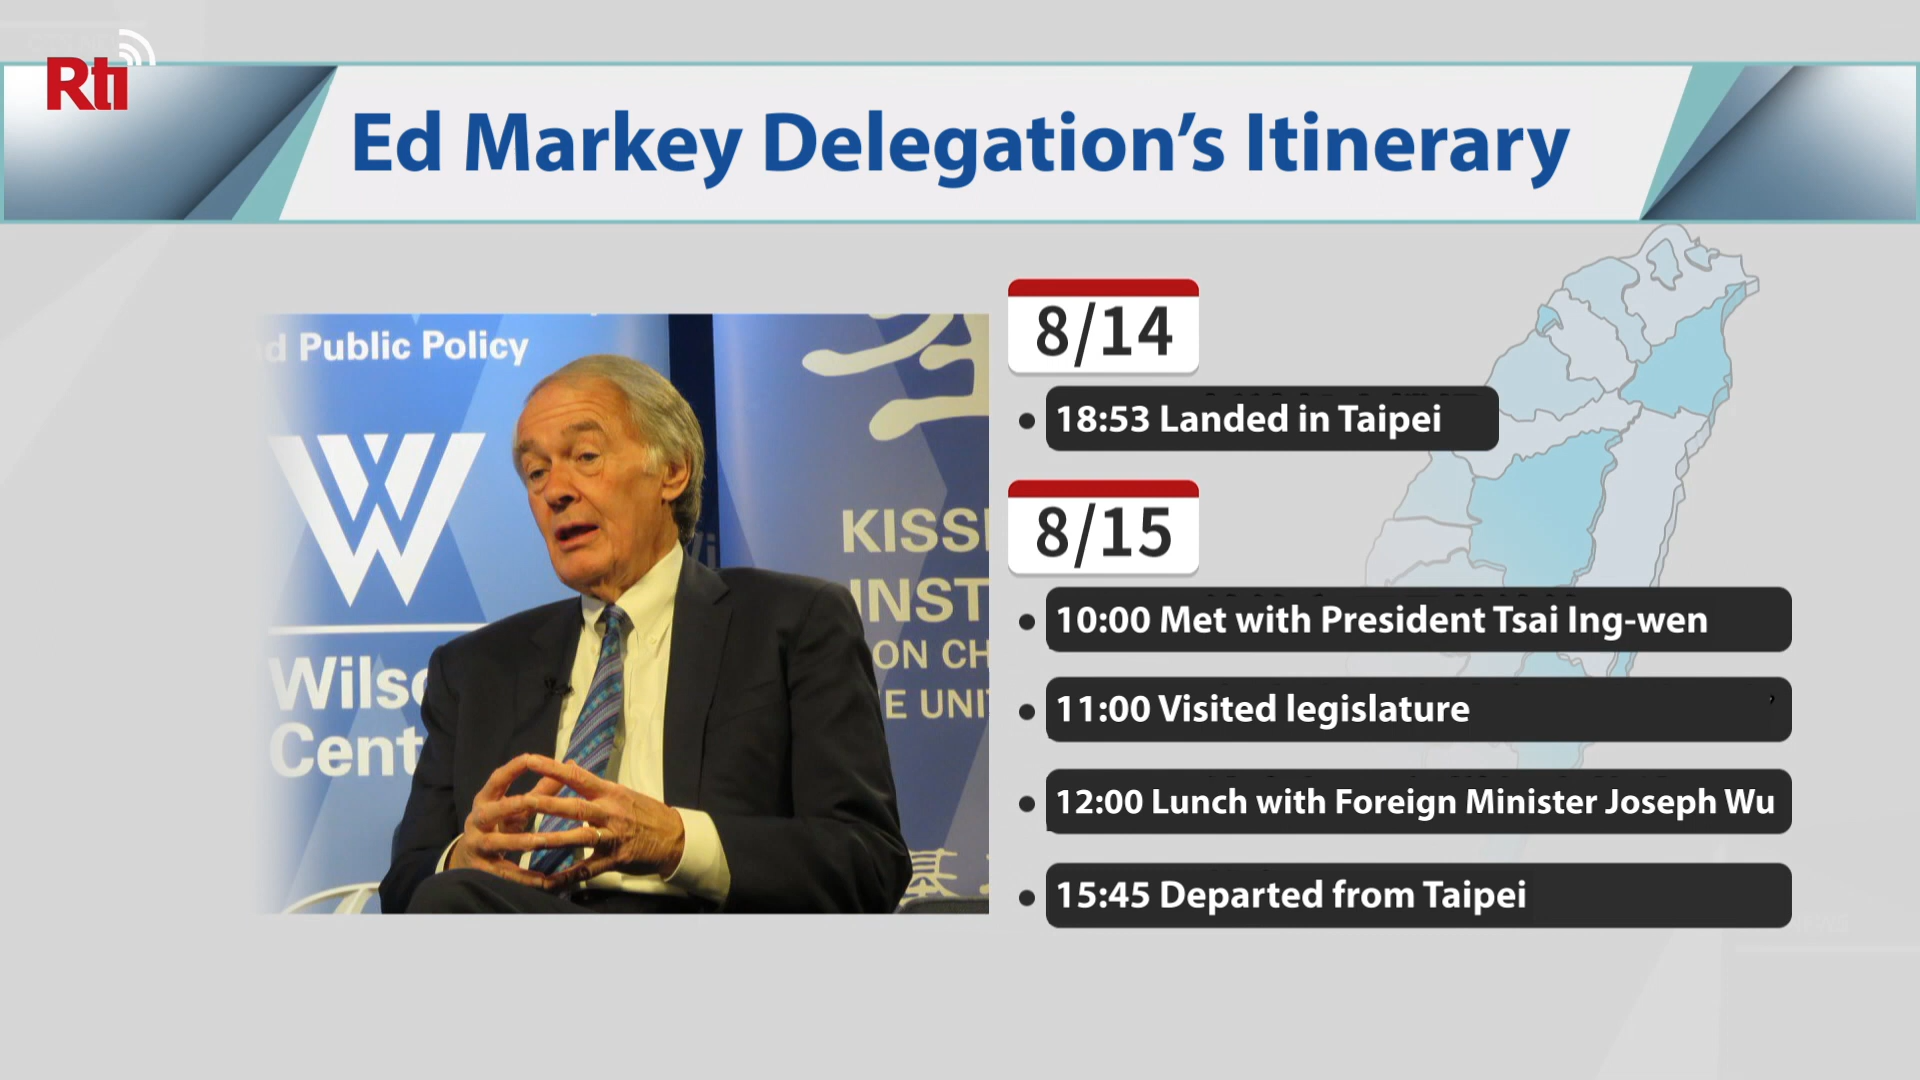 Rti
Ed Markey Delegation's Itinerary
Public Policy
KISS
INST
ON CH
E UNI
Wils
Cent
8/14
18:53 Landed in Taipei
8/15
10:00 Met with President Tsai Ing-wen
11:00 Visited legislature
12:00 Lunch with Foreign Minister Joseph Wu
15:45 Departed from Taipei